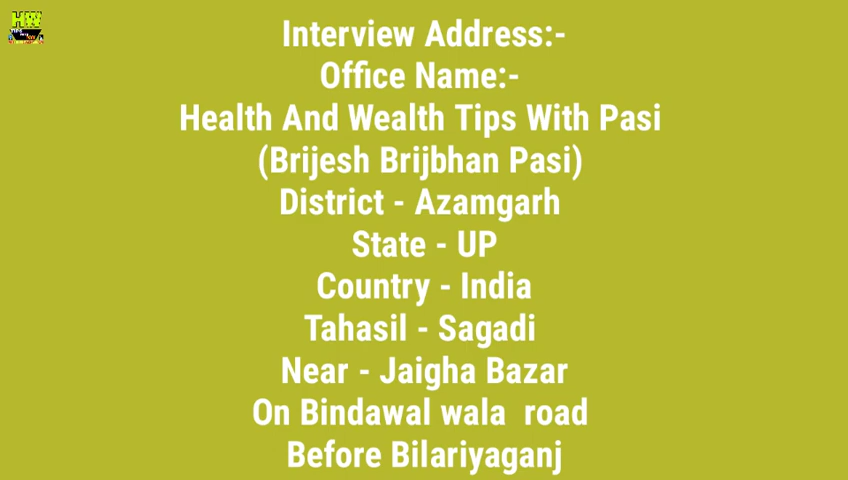 HW
Interview Address:-
Office Name:-
Health And Wealth Tips With Pasi
(Brijesh Brijbhan Pasi)
District - Azamgarh
State - UP
Country - India
Tahasil - Sagadi
Near - Jaigha Bazar
On Bindawal wala  road
Before Bilariyaganj